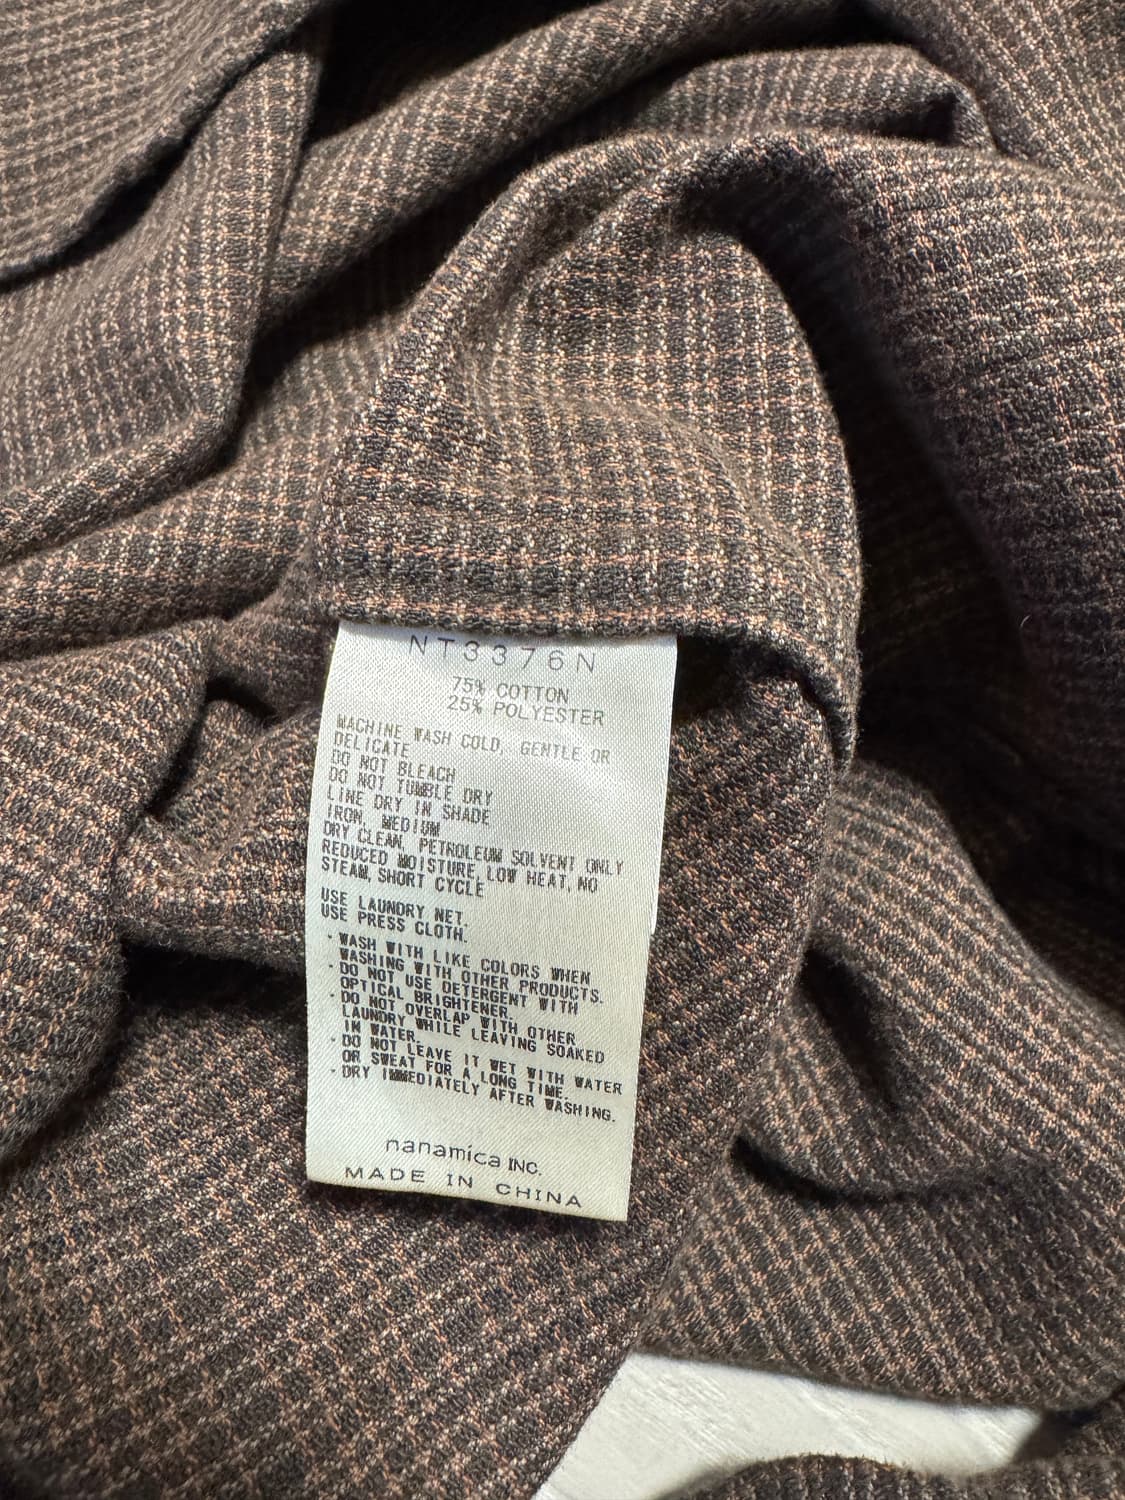 NT3376N
75% COTTON
25% POLYESTER
MACHINE WASH COLD, GENTLE OR
DELICATE
DO NOT BLEACH
DO NOT TUMBLE DRY
LINE DRY IN SHADE
IRON, MEDIUM
DRY CLEAN, PETROLEUM SOLVENT ONLY
REDUCED MOISTURE, LOW HEAT, NO
STEAM, SHORT CYCLE
USE LAUNDRY NET.
USE PRESS CLOTH.
・WASH WITH LIKE COLORS WHEN
WASHING WITH OTHER PRODUCTS.
・DO NOT USE DETERGENT WITH
OPTICAL BRIGHTENER.
・DO NOT OVERLAP WITH OTHER
LAUNDRY WHILE LEAVING SOAKED
IN WATER.
・DO NOT LEAVE IT WET WITH WATER
OR SWEAT FOR A LONG TIME.
・DRY IMMEDIATELY AFTER WASHING.
nanamica INC.
MADE IN CHINA